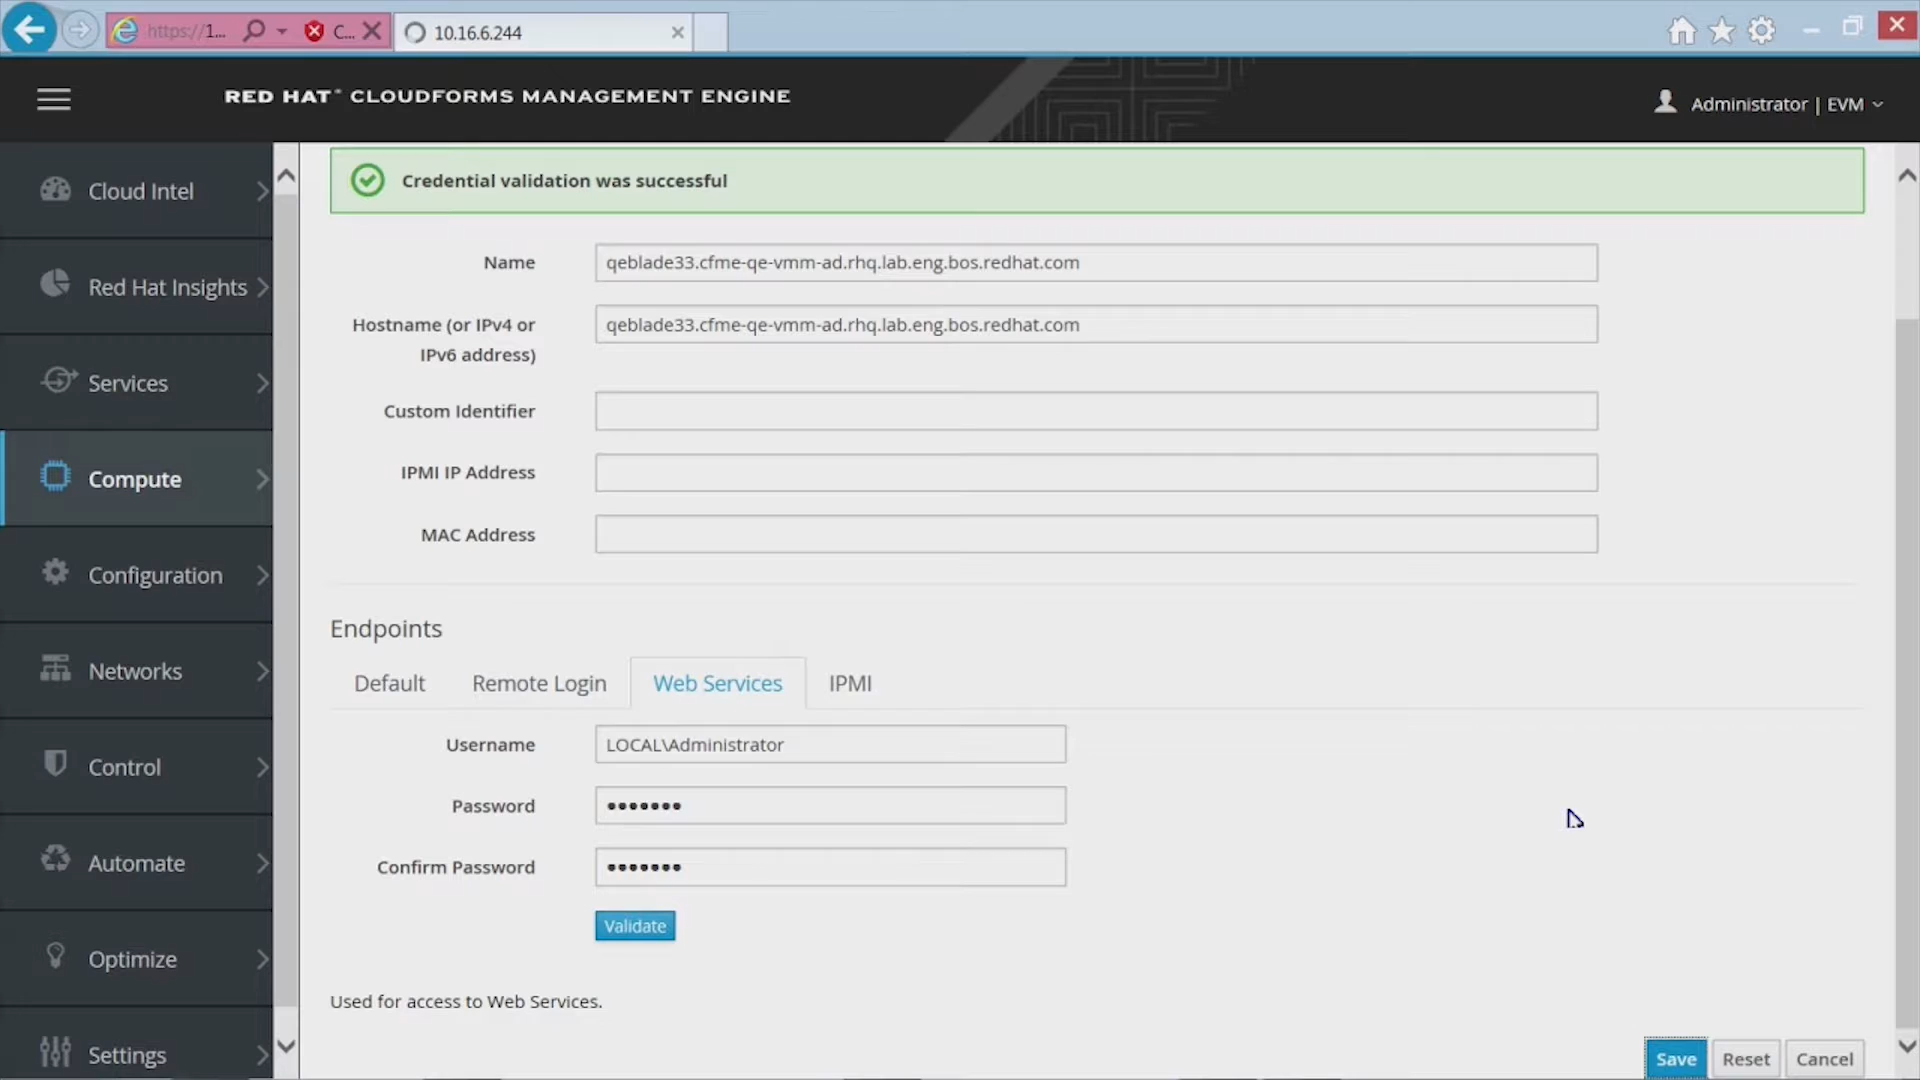 https://1...
C...
10.16.6.244
RED HAT® CLOUDFORMS MANAGEMENT ENGINE
Administrator | EVM
Cloud Intel
Red Hat Insights
Services
Compute
Configuration
Networks
Control
Automate
Optimize
Settings
Credential validation was successful
Name
qeblade33.cfme-qe-vmm-ad.rhq.lab.eng.bos.redhat.com
Hostname (or IPv4 or
IPv6 address)
qeblade33.cfme-qe-vmm-ad.rhq.lab.eng.bos.redhat.com
Custom Identifier
IPMI IP Address
MAC Address
Endpoints
Default Remote Login Web Services IPMI
Username
LOCAL\Administrator
Password
•••••••
Confirm Password
•••••••
Validate
Used for access to Web Services.
Save Reset Cancel